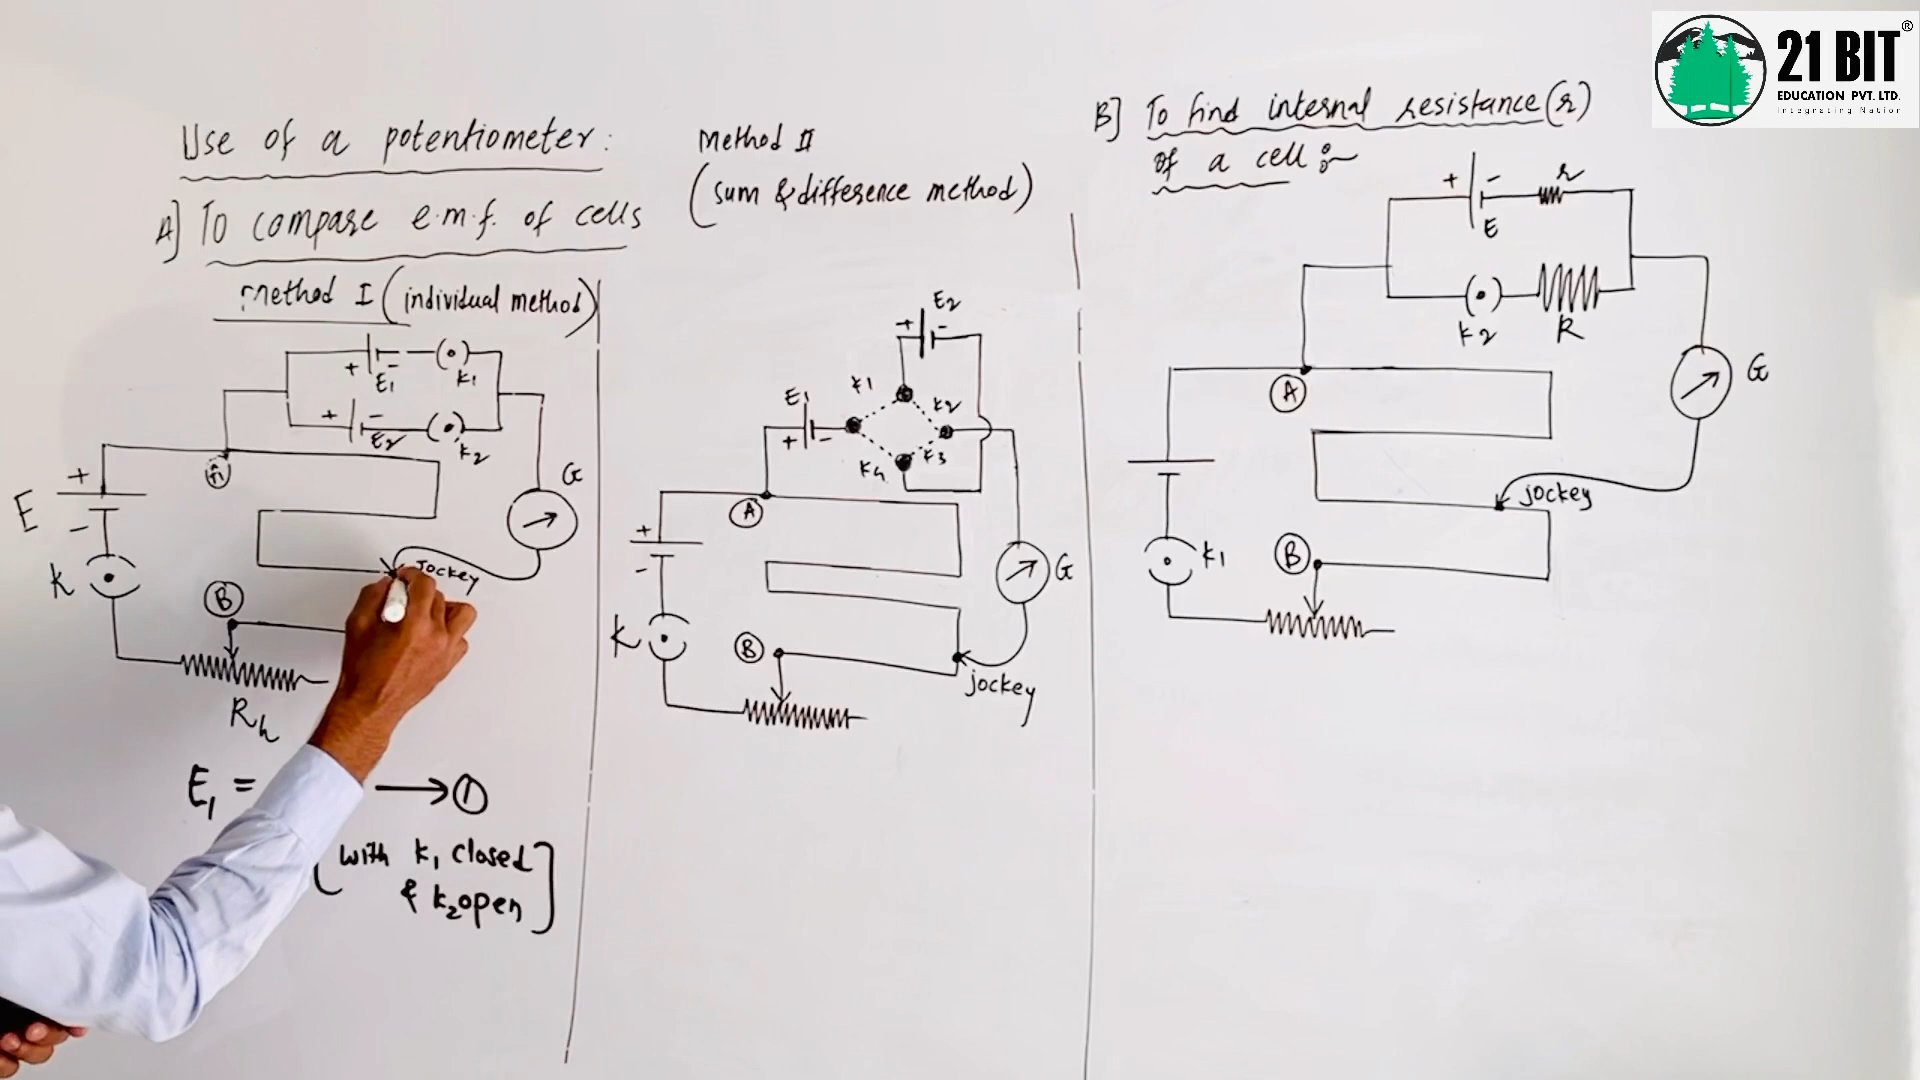 21 BIT®
EDUCATION PVT. LTD.
Integrating Nation
Use of a potentiometer:
A] To compare e.m.f. of cells
Method I (individual method)
+ - E1 K1
+ - E2 K2
A
+
E
-
K
B
Rh
G
Jockey
E1 = → ①
[with K1 closed
& K2 open]
Method II
(sum & difference method)
E2
+ -
E1
+ -
K1
K2
K3
K4
A
+
-
K
B
G
jockey
B] To find internal resistance (r)
of a cell :-
+ - r
E
K2 R
A
G
jockey
B
K1